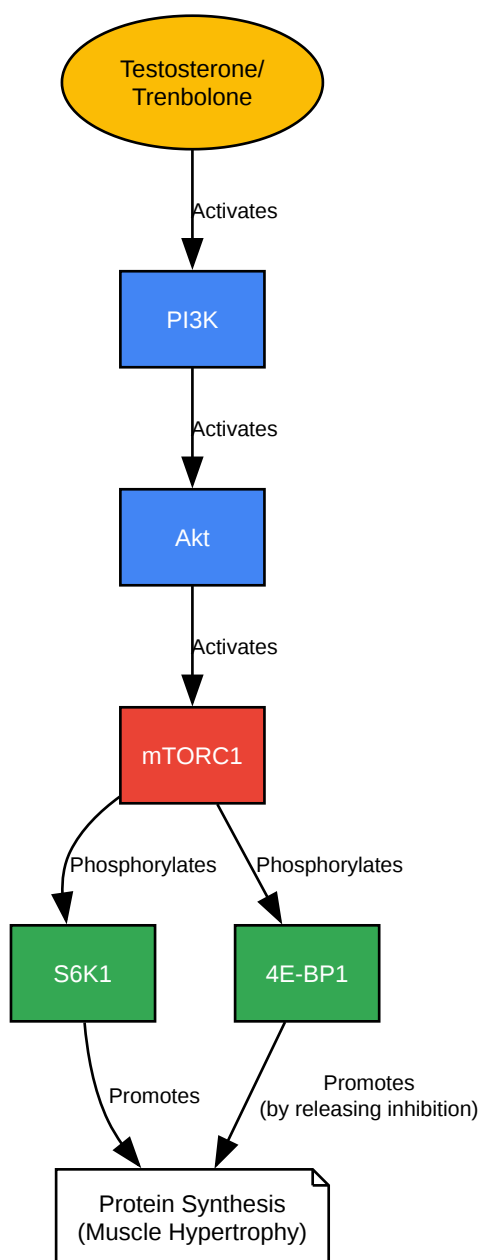 Testosterone/
Trenbolone
Activates
PI3K
Activates
Akt
Activates
mTORC1
Phosphorylates
Phosphorylates
S6K1
4E-BP1
Promotes
Promotes
(by releasing inhibition)
Protein Synthesis
(Muscle Hypertrophy)